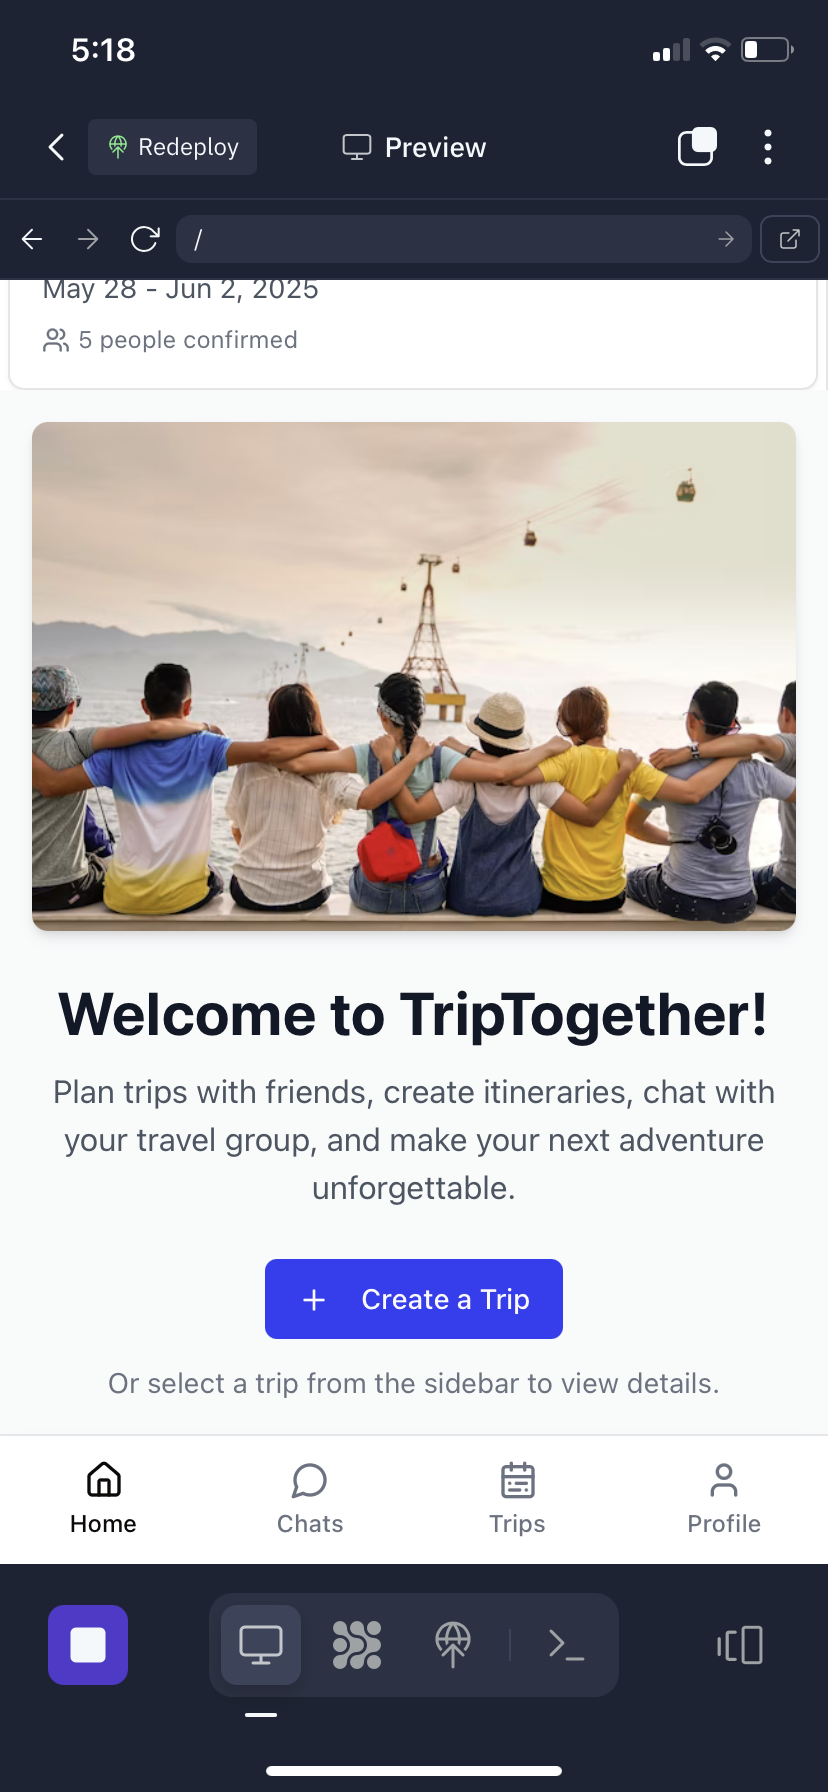 5:18
Redeploy
Preview
/
May 28 - Jun 2, 2025
5 people confirmed
Welcome to TripTogether!
Plan trips with friends, create itineraries, chat with
your travel group, and make your next adventure
unforgettable.
+ Create a Trip
Or select a trip from the sidebar to view details.
Home
Chats
Trips
Profile